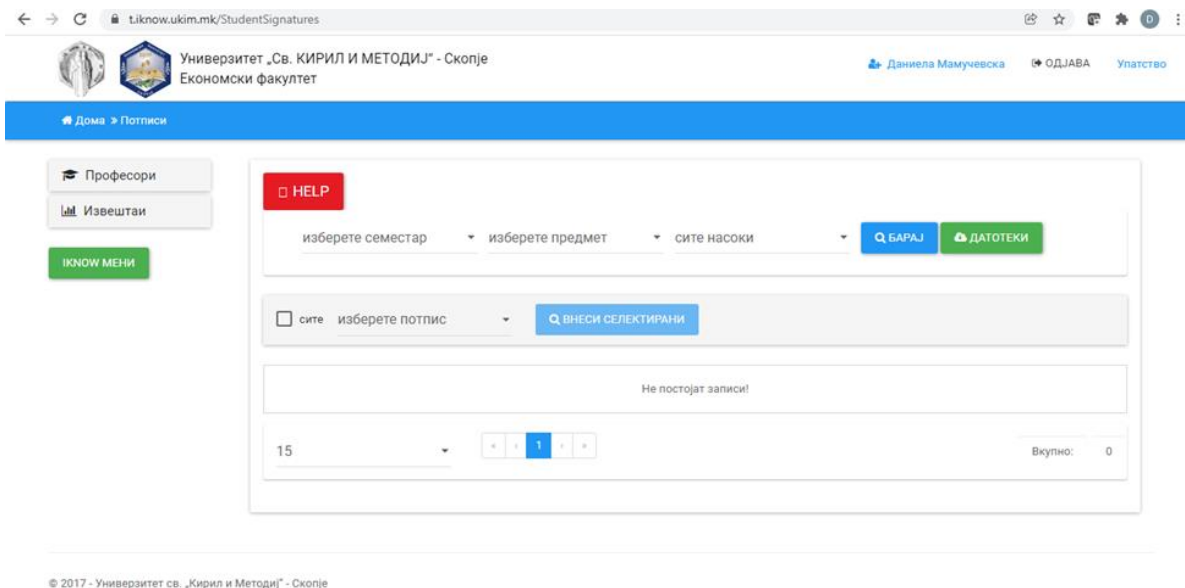 t.iknow.ukim.mk/StudentSignatures
D
Универзитет „Св. КИРИЛ И МЕТОДИЈ" - Скопје
Економски факултет
Даниела Мамучевска
ОДЈАВА
Упатство
Дома » Потписи
Професори
Извештаи
IKNOW МЕНИ
HELP
изберете семестар
изберете предмет
сите насоки
БАРАЈ
ДАТОТЕКИ
сите
изберете потпис
ВНЕСИ СЕЛЕКТИРАНИ
Не постојат записи!
15
« ‹ 1 › »
Вкупно: 0
© 2017 - Универзитет св. „Кирил и Методиј" - Скопје